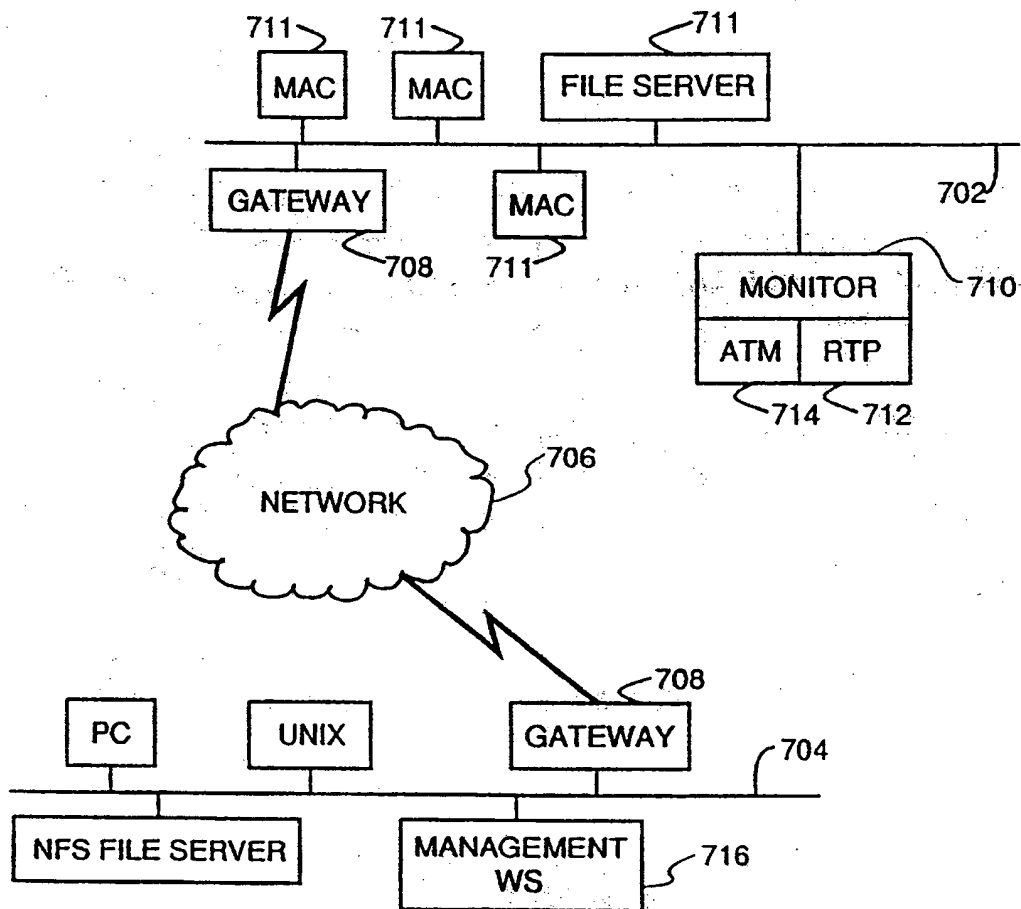 711 711 711
MAC MAC FILE SERVER
GATEWAY MAC 702
708 711
MONITOR 710
ATM RTP
714 712
706
NETWORK
708
PC UNIX GATEWAY
704
NFS FILE SERVER MANAGEMENT
WS 716